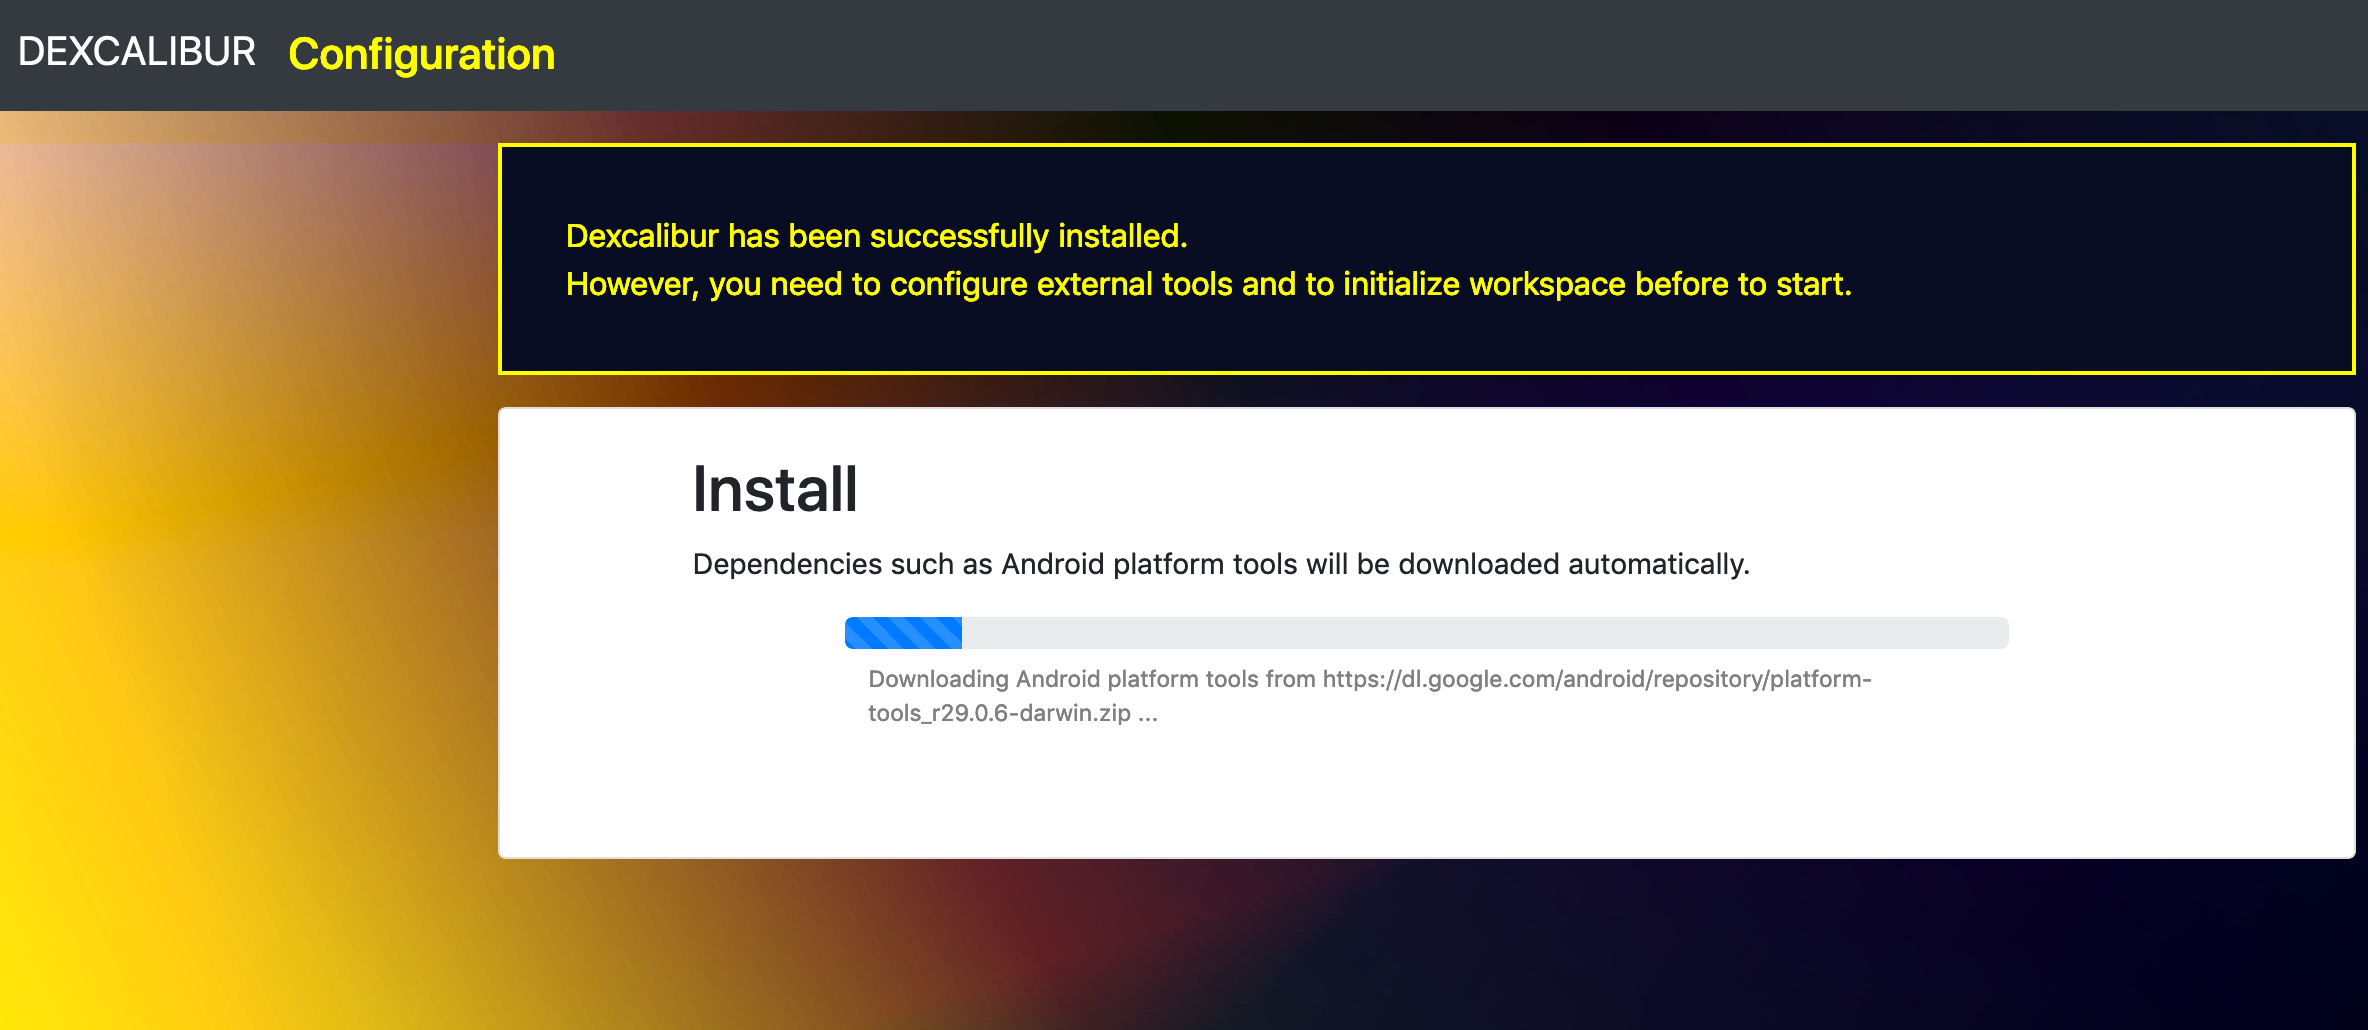 DEXCALIBUR Configuration
Dexcalibur has been successfully installed.
However, you need to configure external tools and to initialize workspace before to start.
Install
Dependencies such as Android platform tools will be downloaded automatically.
Downloading Android platform tools from https://dl.google.com/android/repository/platform-
tools_r29.0.6-darwin.zip ...